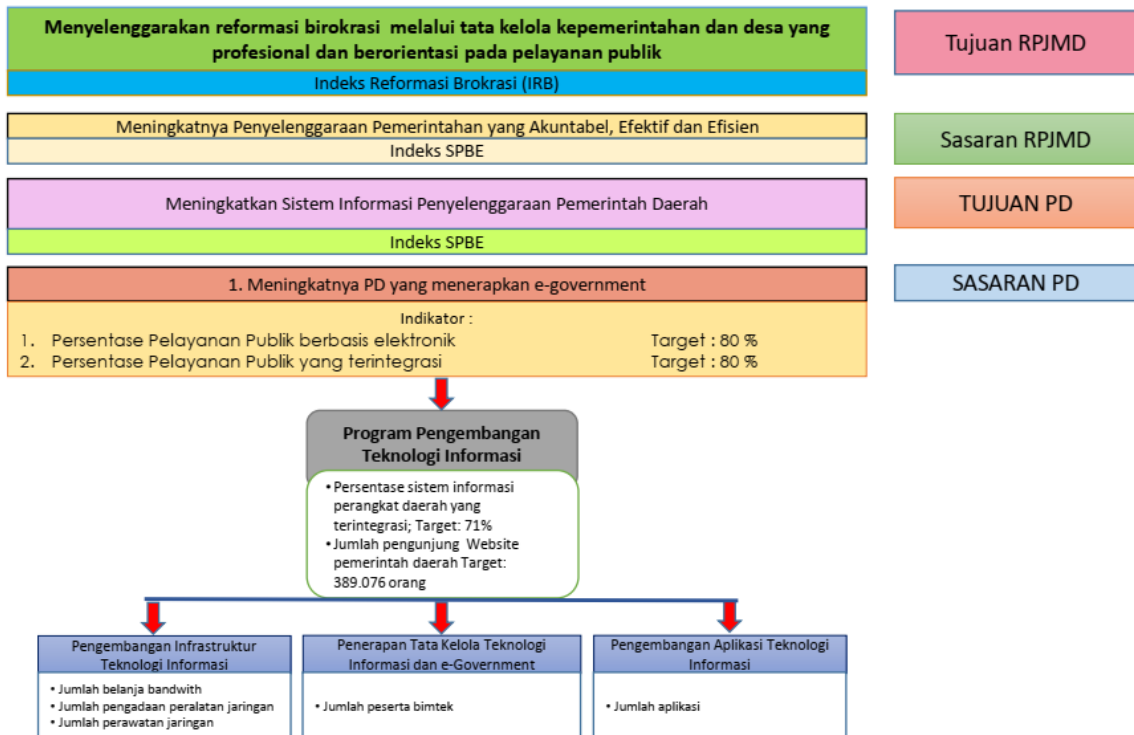 Menyelenggarakan reformasi birokrasi melalui tata kelola kepemerintahan dan desa yang
profesional dan berorientasi pada pelayanan publik
Indeks Reformasi Brokrasi (IRB)
Tujuan RPJMD
Meningkatnya Penyelenggaraan Pemerintahan yang Akuntabel, Efektif dan Efisien
Indeks SPBE
Sasaran RPJMD
Meningkatkan Sistem Informasi Penyelenggaraan Pemerintah Daerah
Indeks SPBE
TUJUAN PD
1. Meningkatnya PD yang menerapkan e-government
SASARAN PD
Indikator :
1. Persentase Pelayanan Publik berbasis elektronik Target : 80 %
2. Persentase Pelayanan Publik yang terintegrasi Target : 80 %
Program Pengembangan
Teknologi Informasi
• Persentase sistem informasi
perangkat daerah yang
terintegrasi; Target: 71%
• Jumlah pengunjung Website
pemerintah daerah Target:
389.076 orang
Pengembangan Infrastruktur
Teknologi Informasi
• Jumlah belanja bandwith
• Jumlah pengadaan peralatan jaringan
• Jumlah perawatan jaringan
Penerapan Tata Kelola Teknologi
Informasi dan e-Government
• Jumlah peserta bimtek
Pengembangan Aplikasi Teknologi
Informasi
• Jumlah aplikasi